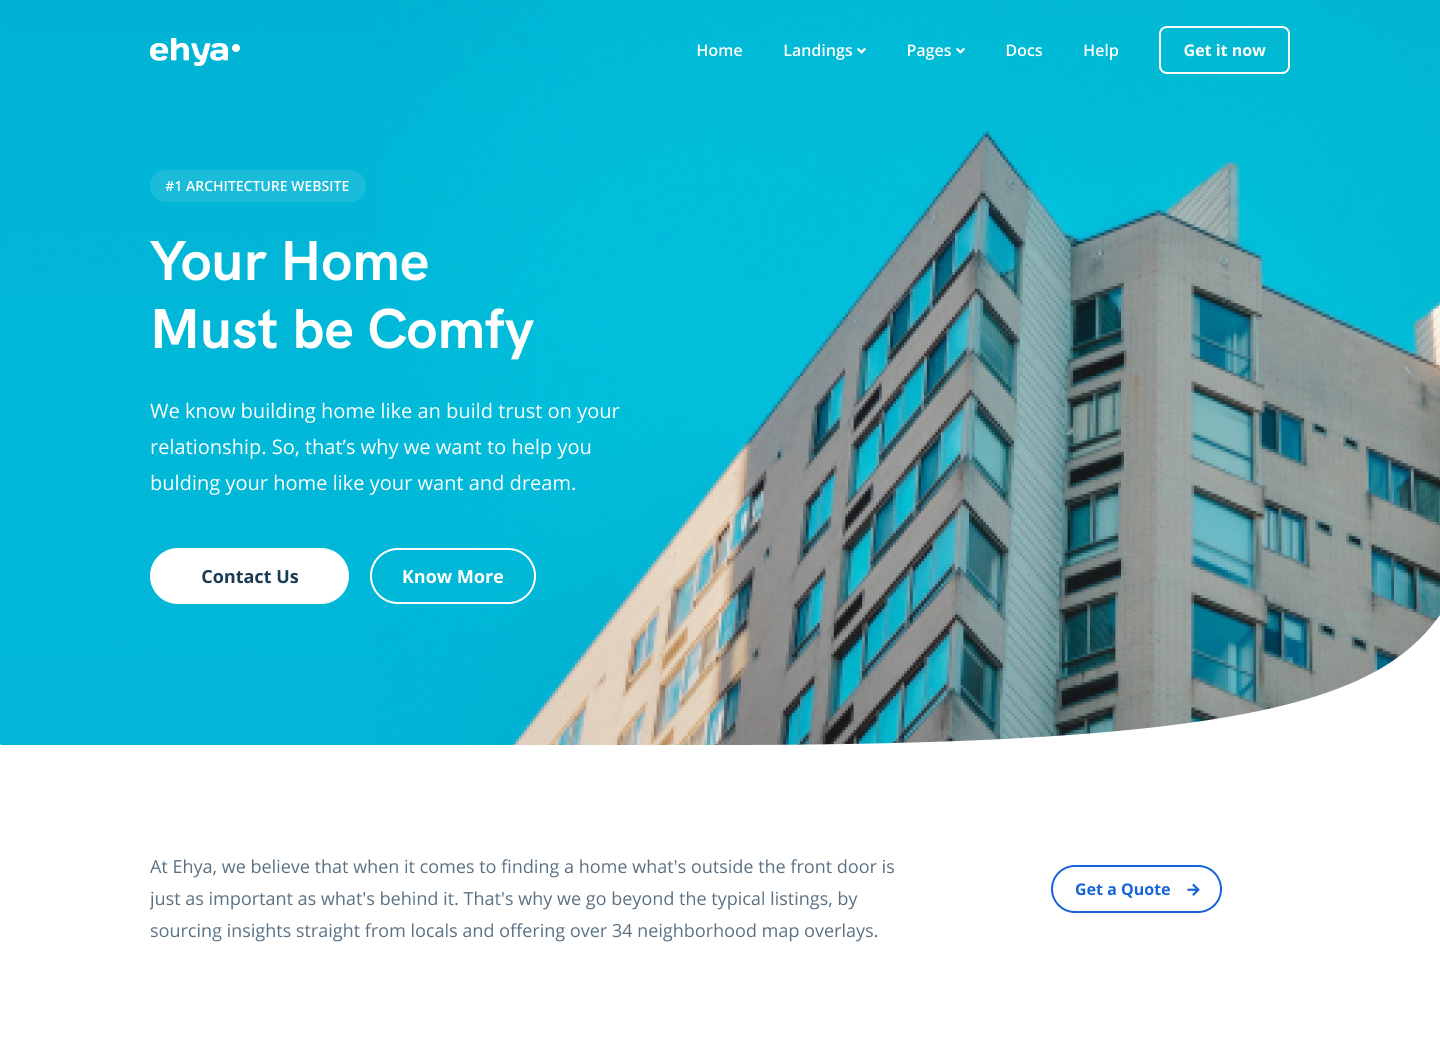 ehya
Home Landings Pages Docs Help Get it now
#1 ARCHITECTURE WEBSITE
Your Home
Must be Comfy
We know building home like an build trust on your
relationship. So, that’s why we want to help you
bulding your home like your want and dream.
Contact Us Know More
At Ehya, we believe that when it comes to finding a home what's outside the front door is
just as important as what's behind it. That's why we go beyond the typical listings, by
sourcing insights straight from locals and offering over 34 neighborhood map overlays.
Get a Quote